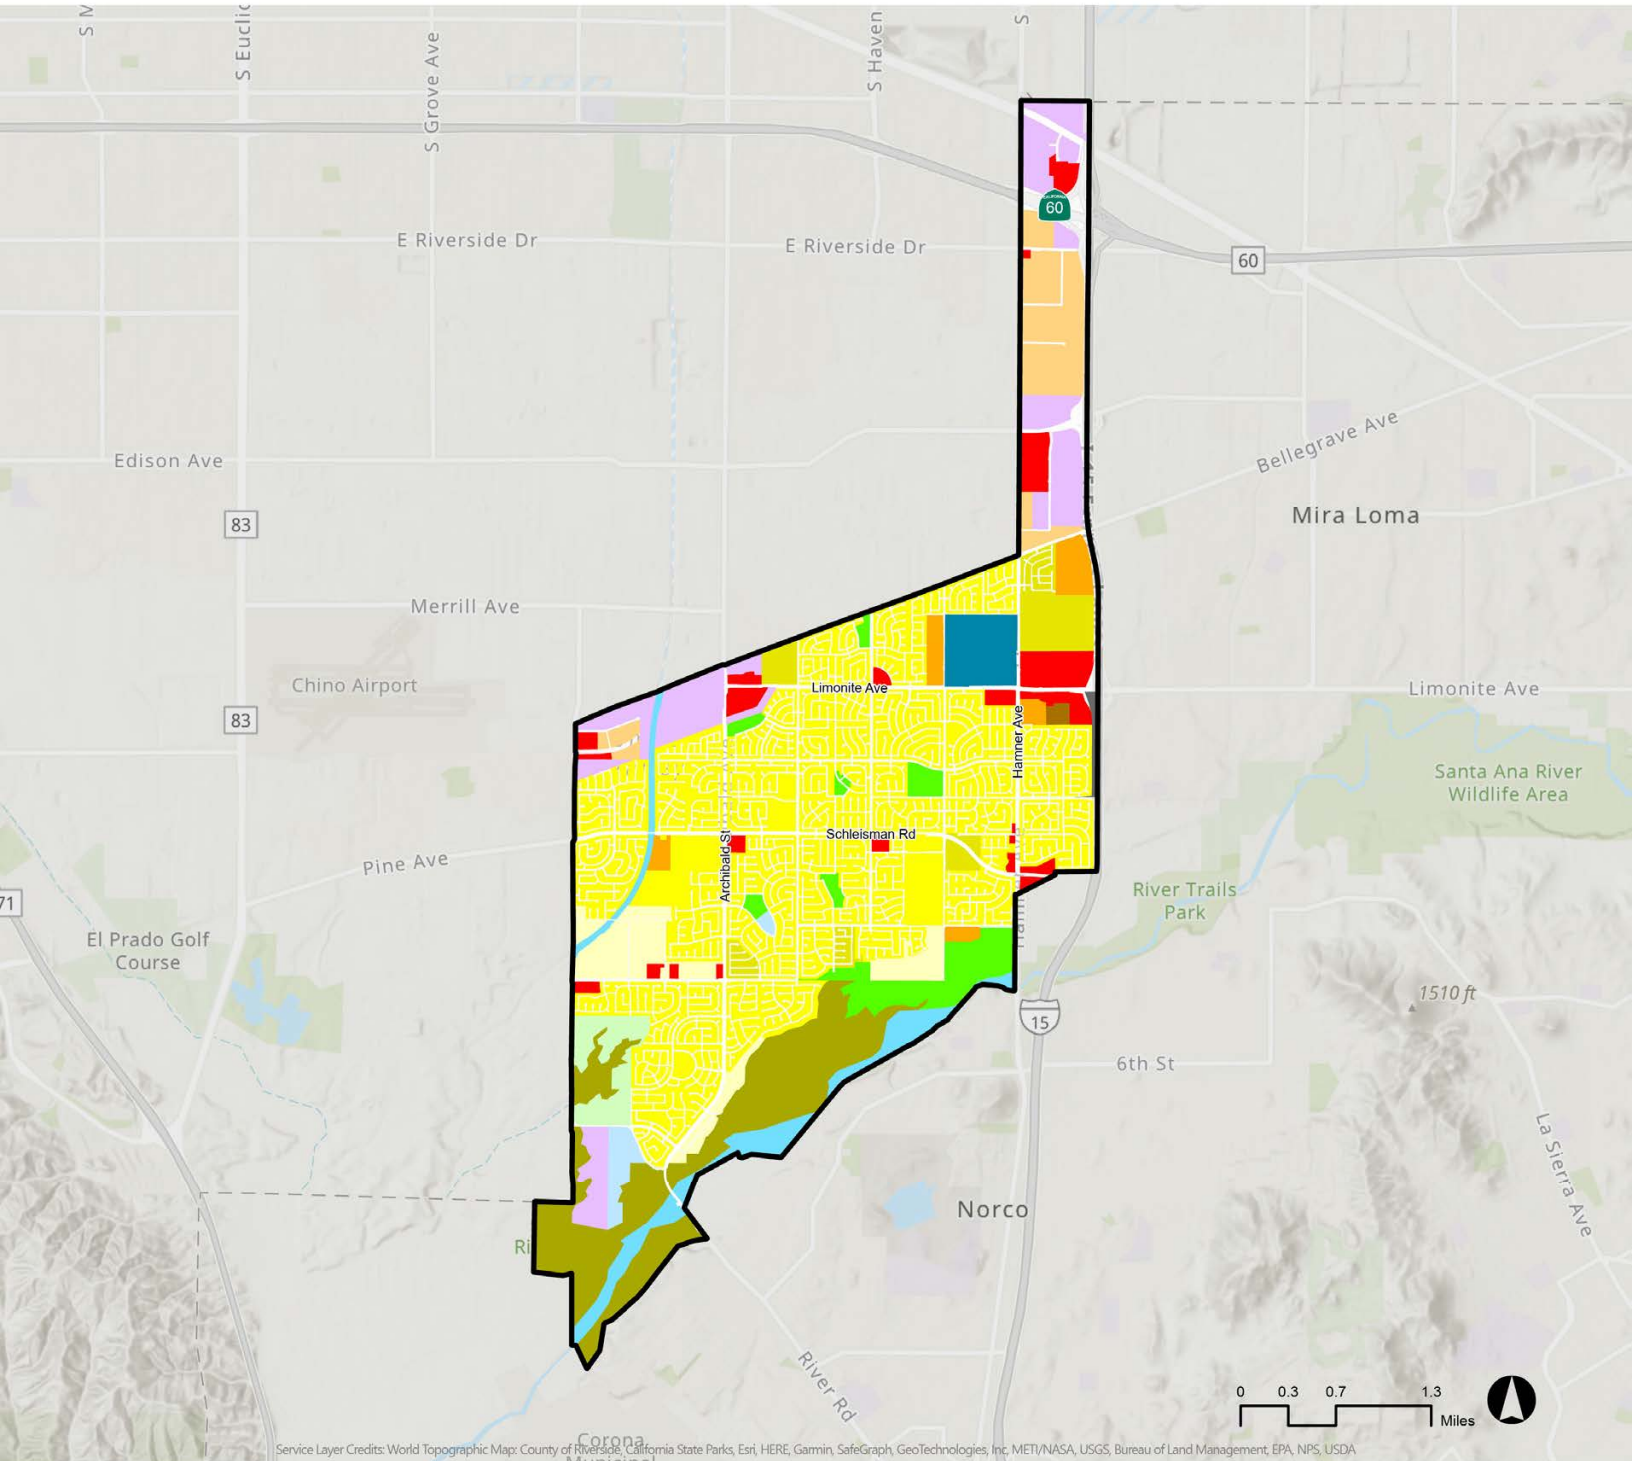 S M
S Euclic
S Grove Ave
S Haven
S
60
E Riverside Dr
E Riverside Dr
60
Edison Ave
Bellegrave Ave
Mira Loma
83
Merrill Ave
Chino Airport
Limonite Ave
Limonite Ave
83
Hamner Ave
Santa Ana River
Wildlife Area
Schleisman Rd
Archibald St
Pine Ave
River Trails
Park
71
El Prado Golf
Course
1510 ft
15
6th St
La Sierra Ave
Norco
Ri
River Rd
0 0.3 0.7 1.3
Miles
Corona
Municipal
Service Layer Credits: World Topographic Map: County of Riverside, California State Parks, Esri, HERE, Garmin, SafeGraph, GeoTechnologies, Inc, METI/NASA, USGS, Bureau of Land Management, EPA, NPS, USDA